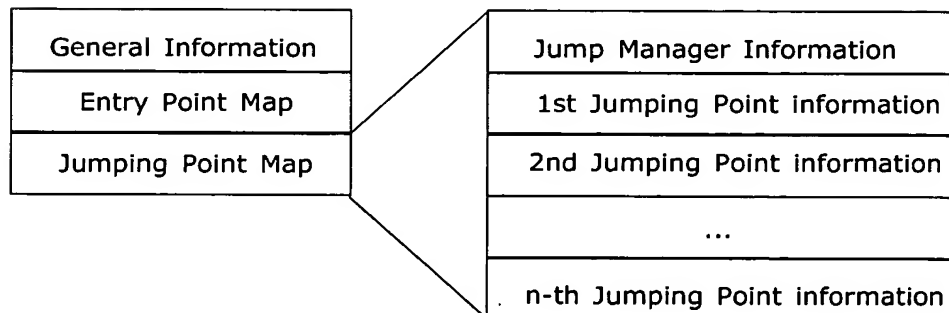 General Information
Entry Point Map
Jumping Point Map
Jump Manager Information
1st Jumping Point information
2nd Jumping Point information
...
n-th Jumping Point information